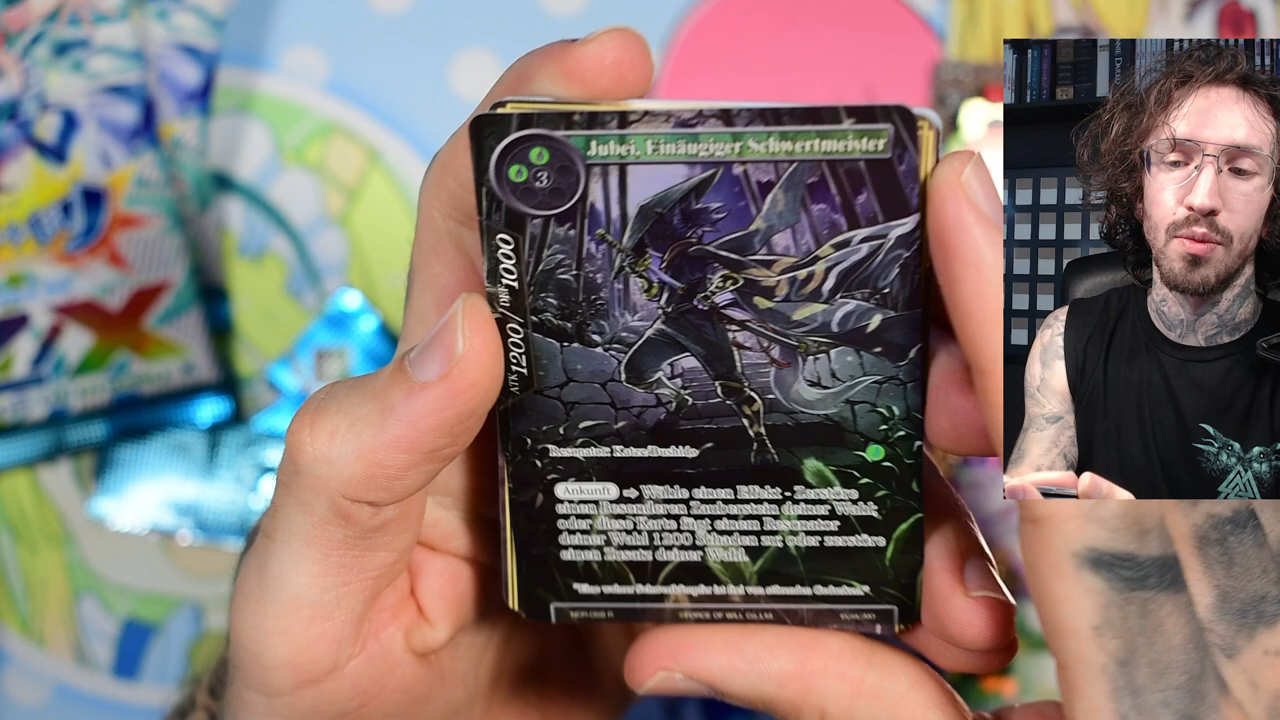 Jubei, Einäugiger Schwertmeister
3
ATK 1200 / DEF 1000
Resonator: Katze/Bushido
Ankunft ⇒ Wähle einen Effekt - Zerstöre
einen Besonderen Zauberstein deiner Wahl;
oder diese Karte fügt einem Resonator
deiner Wahl 1200 Schaden zu; oder zerstöre
einen Zusatz deiner Wahl.
©FORCE OF WILL